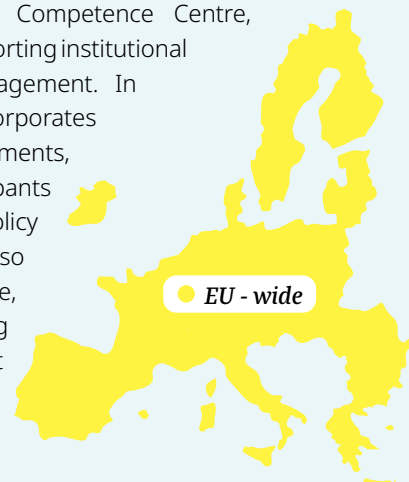 Competence Centre,
orting institutional
agement. In
orporates
ments,
pants
olicy
so
e,
g
t
EU - wide